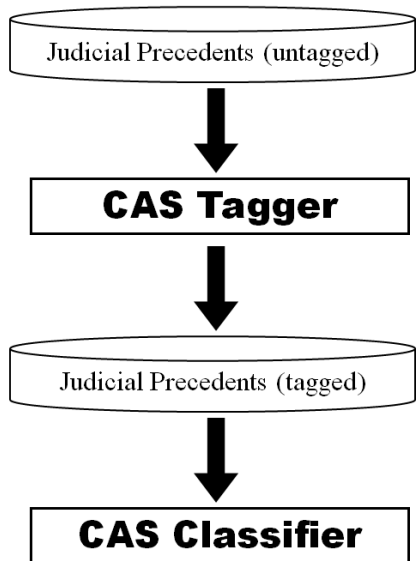 Judicial Precedents (untagged)
CAS Tagger
Judicial Precedents (tagged)
CAS Classifier